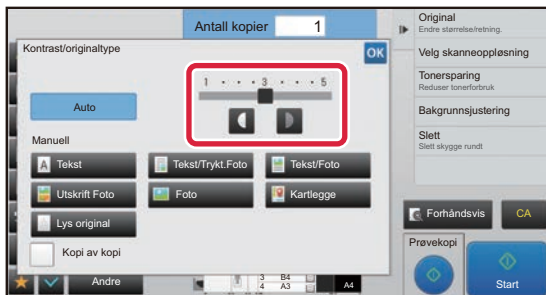 Antall kopier 1
Original
Endre størrelse/retning.
Velg skanneoppløsning
Tonersparing
Reduser tonerforbruk
Bakgrunnsjustering
Slett
Slett skygge rundt
Forhåndsvis
CA
Prøvekopi
Start
Kontrast/originaltype
OK
1 · · · 3 · · · 5
Auto
Manuell
A Tekst
Tekst/Trykt.Foto
Tekst/Foto
Utskrift Foto
Foto
Kartlegge
Lys original
Kopi av kopi
Andre
3 B4
4 A3
A4